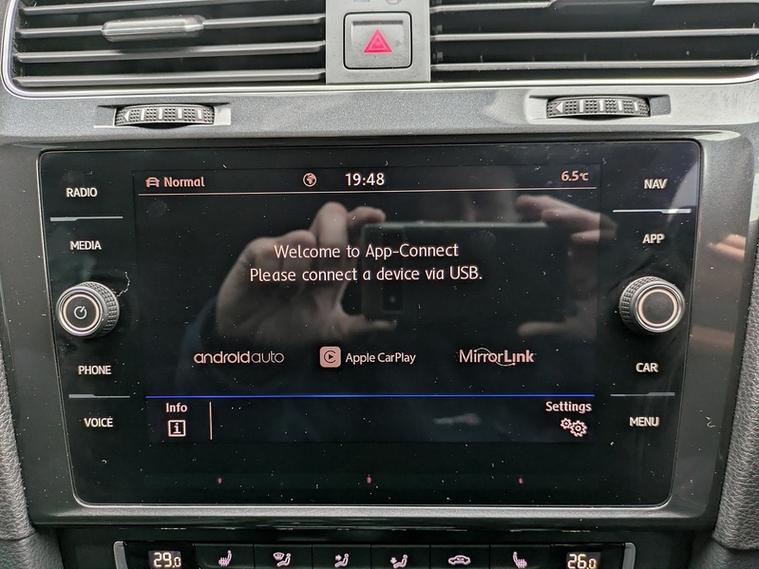 RADIO
MEDIA
PHONE
VOICE
Normal
19:48
6.5°C
Welcome to App-Connect
Please connect a device via USB.
androidauto
Apple CarPlay
MirrorLink
Info
Settings
NAV
APP
CAR
MENU
29.0
26.0